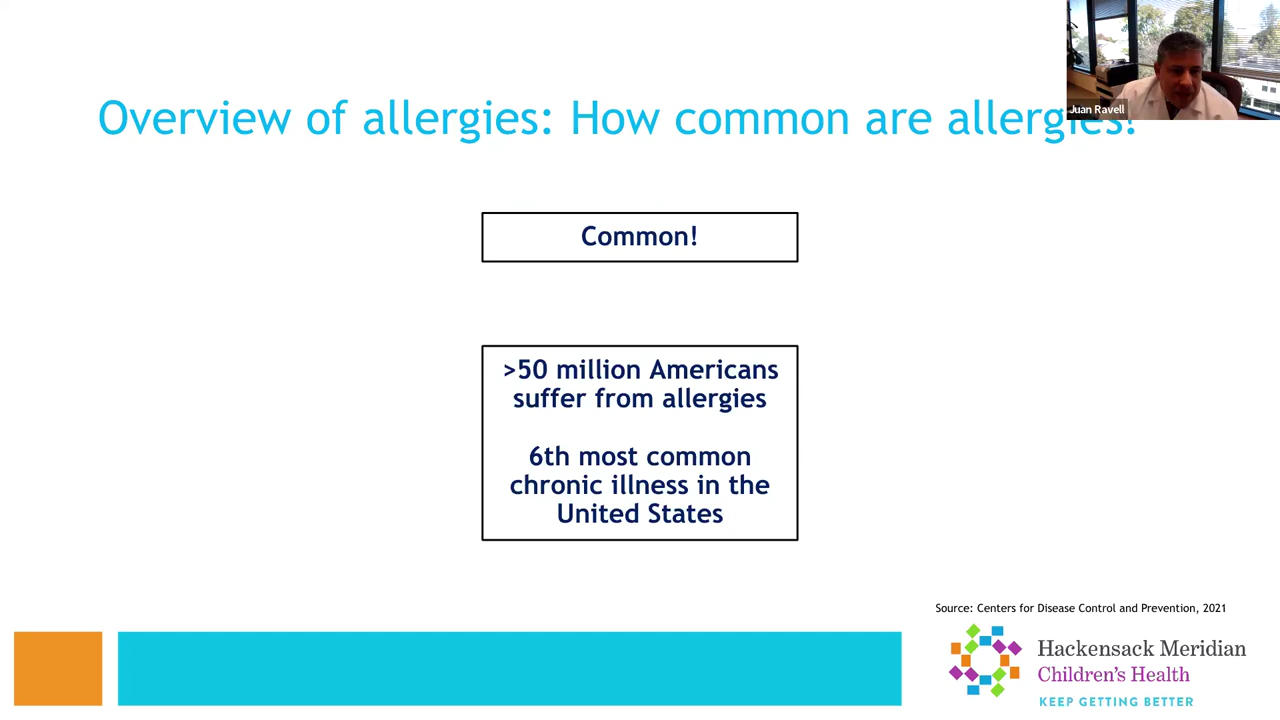 Overview of allergies: How common are allergies?
Juan Ravell
Common!
>50 million Americans
suffer from allergies
6th most common
chronic illness in the
United States
Source: Centers for Disease Control and Prevention, 2021
Hackensack Meridian
Children's Health
KEEP GETTING BETTER